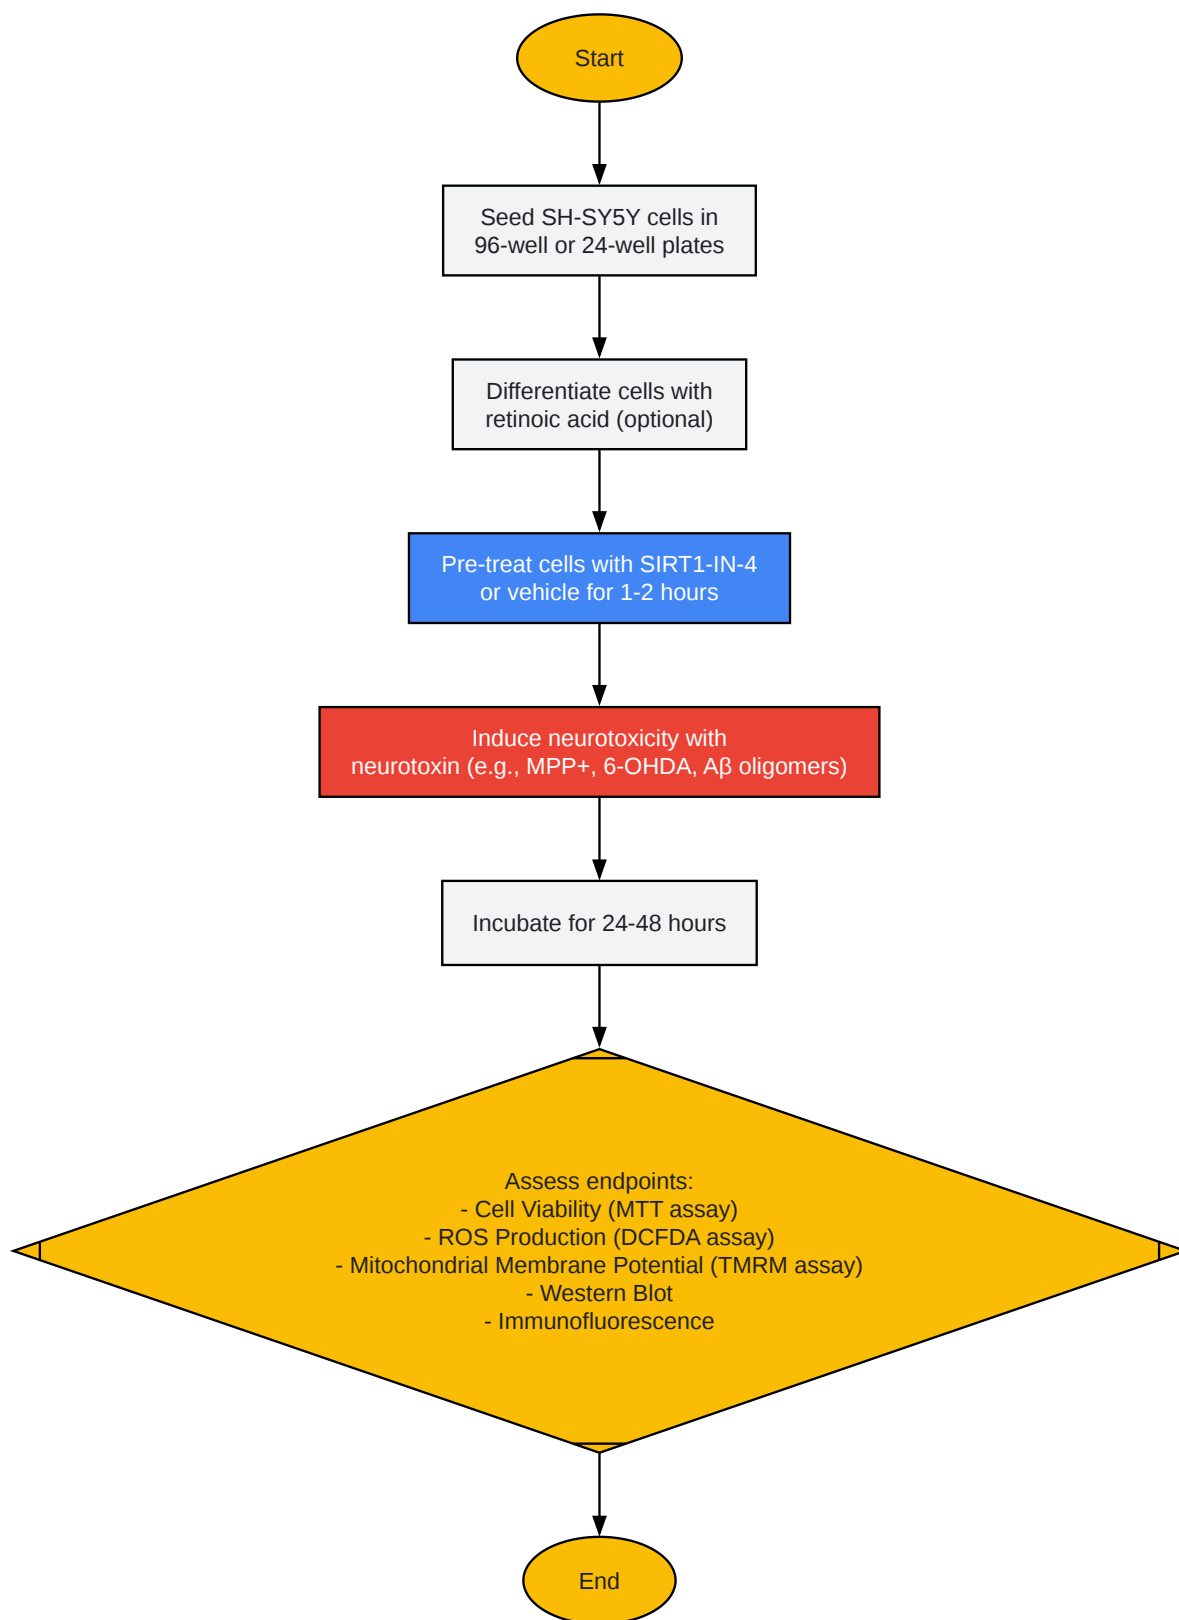 Start
Seed SH-SY5Y cells in
96-well or 24-well plates
Differentiate cells with
retinoic acid (optional)
Pre-treat cells with SIRT1-IN-4
or vehicle for 1-2 hours
Induce neurotoxicity with
neurotoxin (e.g., MPP+, 6-OHDA, Aβ oligomers)
Incubate for 24-48 hours
Assess endpoints:
- Cell Viability (MTT assay)
- ROS Production (DCFDA assay)
- Mitochondrial Membrane Potential (TMRM assay)
- Western Blot
- Immunofluorescence
End